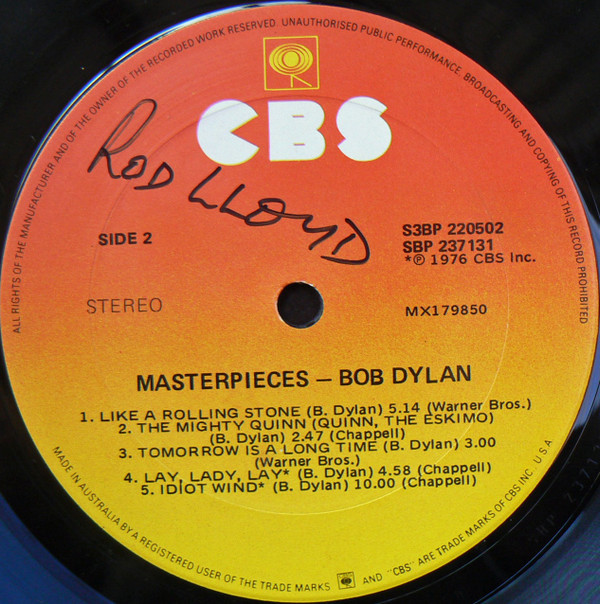 ALL RIGHTS OF THE MANUFACTURER AND OF THE OWNER OF THE RECORDED WORK RESERVED. UNAUTHORISED PUBLIC PERFORMANCE, BROADCASTING AND COPYING OF THIS RECORD PROHIBITED
CBS
ROD LLOYD
SIDE 2
S3BP 220502
SBP 237131
*℗ 1976 CBS Inc.
STEREO
MX179850
MASTERPIECES – BOB DYLAN
1. LIKE A ROLLING STONE (B. Dylan) 5.14 (Warner Bros.)
2. THE MIGHTY QUINN (QUINN, THE ESKIMO)
(B. Dylan) 2.47 (Chappell)
3. TOMORROW IS A LONG TIME (B. Dylan) 3.00
(Warner Bros.)
4. LAY, LADY, LAY* (B. Dylan) 4.58 (Chappell)
5. IDIOT WIND* (B. Dylan) 10.00 (Chappell)
MADE IN AUSTRALIA BY A REGISTERED USER OF THE TRADE MARKS AND "CBS" ARE TRADE MARKS OF CBS INC. U.S.A.